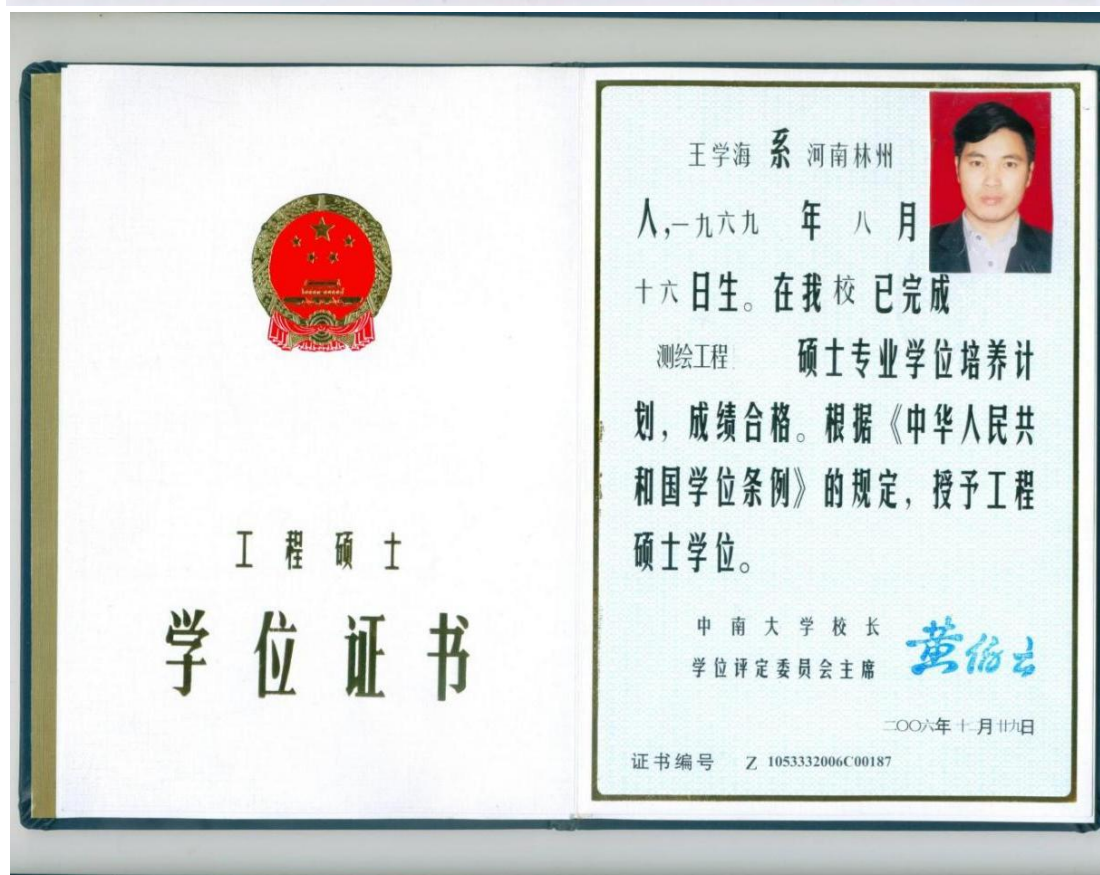 工程硕士
学位证书
王学海 系 河南林州
人,一九六九 年 八 月
十六日生。在我校已完成
测绘工程 硕士专业学位培养计
划，成绩合格。根据《中华人民共
和国学位条例》的规定，授予工程
硕士学位。
中南大学校长
学位评定委员会主席
黄伯云
二〇〇六年十二月廿九日
证书编号 Z 1053332006C00187